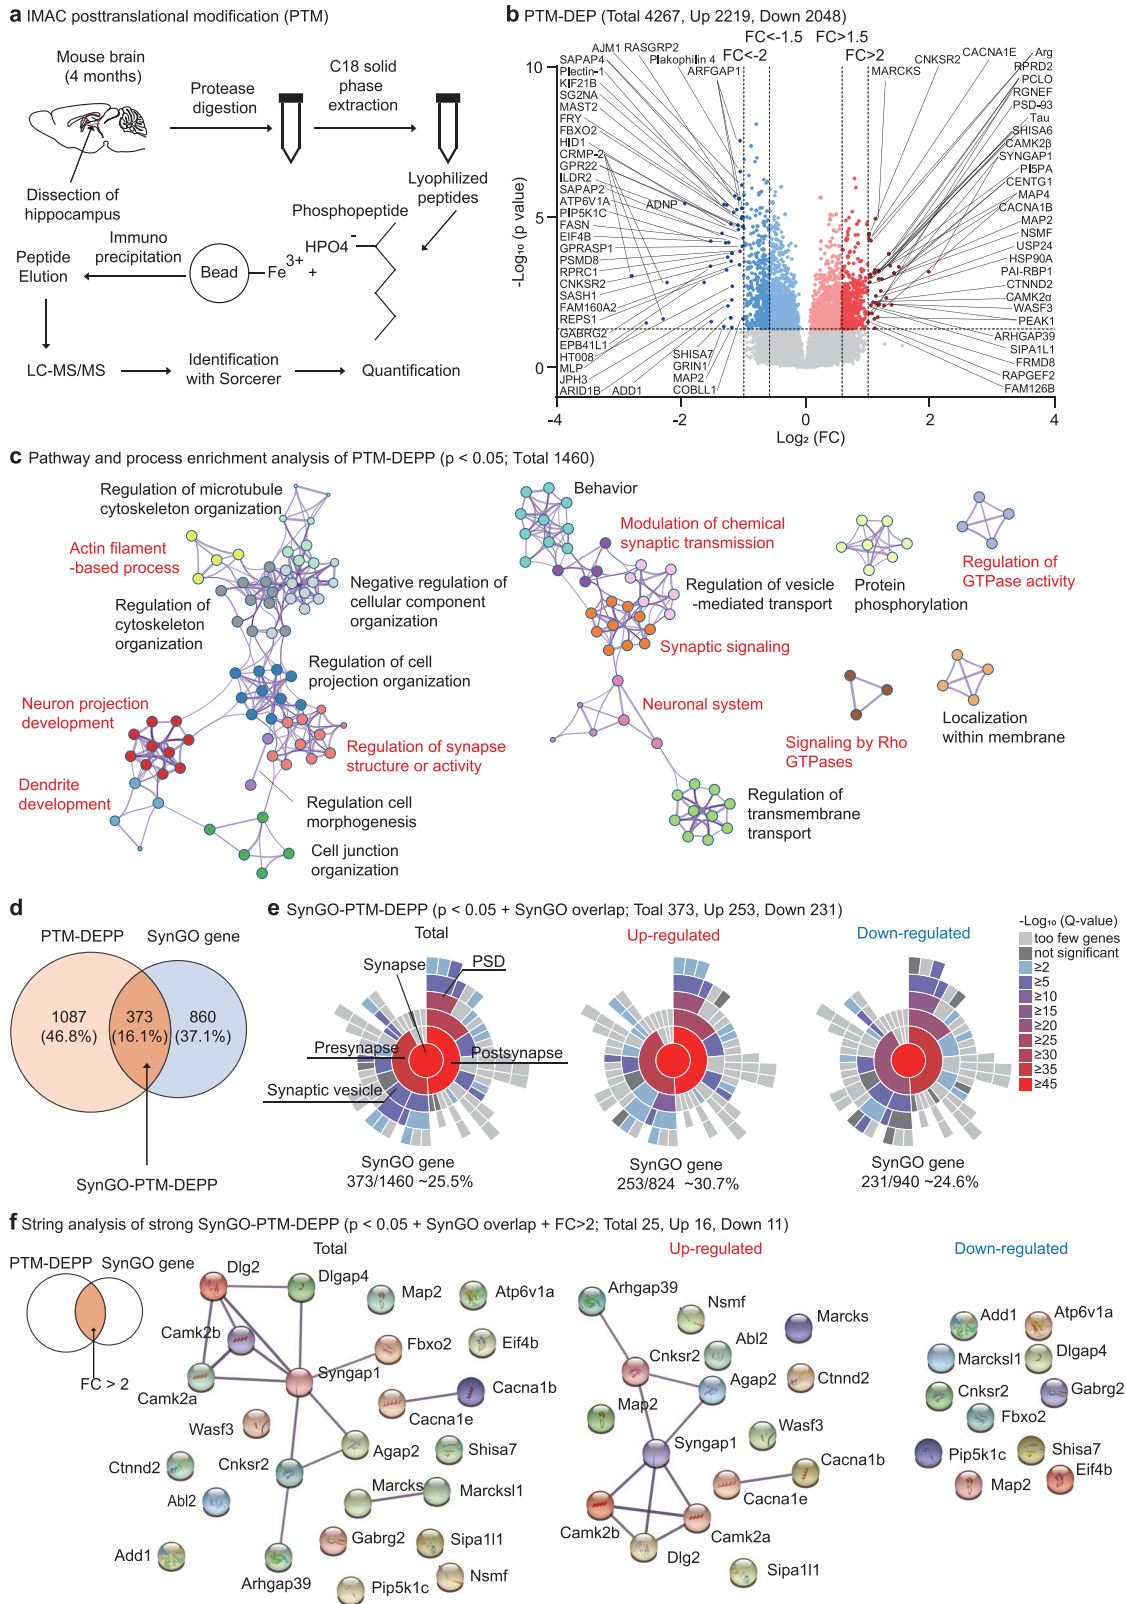 a IMAC posttranslational modification (PTM)
Mouse brain
(4 months)
Protease
digestion
C18 solid
phase
extraction
Dissection of
hippocampus
Lyophilized
peptides
Phosphopeptide
HPO4-
Immuno
precipitation
Peptide
Elution
Bead
Fe3+ +
LC-MS/MS
Identification
with Sorcerer
Quantification
b PTM-DEP (Total 4267, Up 2219, Down 2048)
FC<-1.5
FC>1.5
FC<-2
FC>2
-Log₁₀ (p value)
10
5
0
-4
-2
0
2
4
Log₂ (FC)
AJM1
RASGRP2
SAPAP4
Plakophilin 4
Plectin-1
ARFGAP1
KIF21B
SG2NA
MAST2
FRY
FBXO2
HID1
CRMP-2
GPR22
ILDR2
SAPAP2
ATP6V1A
ADNP
PIP5K1C
FASN
EIF4B
GPRASP1
PSMD8
RPRC1
CNKSR2
SASH1
FAM160A2
REPS1
GABRG2
EPB41L1
HT008
MLP
JPH3
ARID1B
ADD1
SHISA7
GRIN1
MAP2
COBLL1
MARCKS
CNKSR2
CACNA1E
Arg
RPRD2
PCLO
RGNEF
PSD-93
Tau
SHISA6
CAMK2β
SYNGAP1
PI5PA
CENTG1
MAP4
CACNA1B
MAP2
NSMF
USP24
HSP90A
PAI-RBP1
CTNND2
CAMK2α
WASF3
PEAK1
ARHGAP39
SIPA1L1
FRMD8
RAPGEF2
FAM126B
c Pathway and process enrichment analysis of PTM-DEPP (p < 0.05; Total 1460)
Regulation of microtubule
cytoskeleton organization
Actin filament
-based process
Regulation of
cytoskeleton
organization
Negative regulation of
cellular component
organization
Regulation of cell
projection organization
Neuron projection
development
Regulation of synapse
structure or activity
Dendrite
development
Regulation cell
morphogenesis
Cell junction
organization
Behavior
Modulation of chemical
synaptic transmission
Regulation of vesicle
-mediated transport
Synaptic signaling
Neuronal system
Regulation of
transmembrane
transport
Protein
phosphorylation
Regulation of
GTPase activity
Signaling by Rho
GTPases
Localization
within membrane
d
PTM-DEPP
SynGO gene
1087
(46.8%)
373
(16.1%)
860
(37.1%)
SynGO-PTM-DEPP
e SynGO-PTM-DEPP (p < 0.05 + SynGO overlap; Toal 373, Up 253, Down 231)
Total
Up-regulated
Down-regulated
Synapse
PSD
Presynapse
Postsynapse
Synaptic vesicle
SynGO gene
373/1460 ~25.5%
SynGO gene
253/824 ~30.7%
SynGO gene
231/940 ~24.6%
-Log₁₀ (Q-value)
too few genes
not significant
≥2
≥5
≥10
≥15
≥20
≥25
≥30
≥35
≥45
f String analysis of strong SynGO-PTM-DEPP (p < 0.05 + SynGO overlap + FC>2; Total 25, Up 16, Down 11)
PTM-DEPP
SynGO gene
FC > 2
Total
Dlg2
Dlgap4
Map2
Atp6v1a
Camk2b
Fbxo2
Eif4b
Syngap1
Camk2a
Cacna1b
Cacna1e
Wasf3
Agap2
Shisa7
Ctnnd2
Cnksr2
Marcks
Marcksl1
Abl2
Gabrg2
Sipa1l1
Add1
Arhgap39
Pip5k1c
Nsmf
Up-regulated
Arhgap39
Nsmf
Marcks
Abl2
Cnksr2
Agap2
Ctnnd2
Map2
Wasf3
Syngap1
Cacna1b
Cacna1e
Camk2b
Camk2a
Dlg2
Sipa1l1
Down-regulated
Add1
Atp6v1a
Marcksl1
Dlgap4
Cnksr2
Gabrg2
Fbxo2
Pip5k1c
Shisa7
Map2
Eif4b